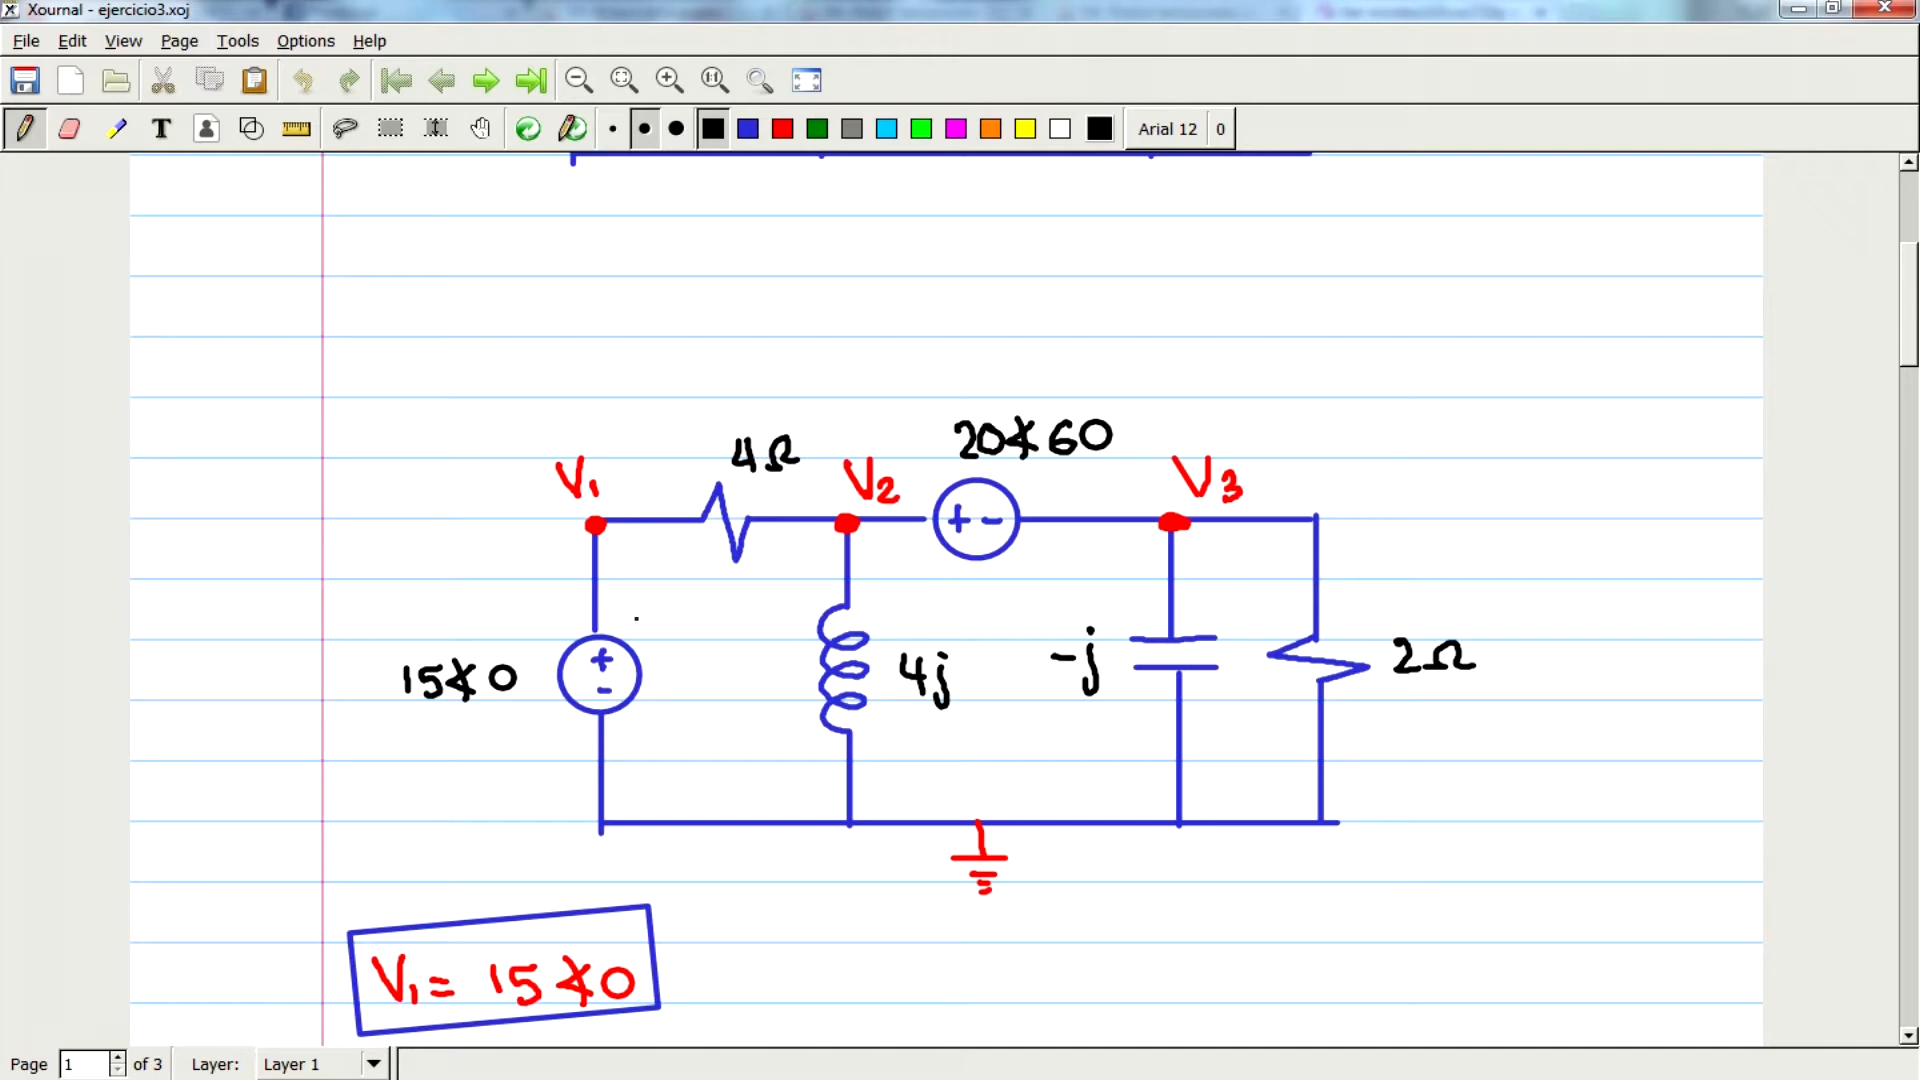 Xournal - ejercicio3.xoj
File Edit View Page Tools Options Help
T Arial 12 0
4Ω 20∡60
V₁ V₂ V₃
+ -
+
-
15∡0 4j -j 2Ω
V₁ = 15∡0
Page 1 of 3 Layer: Layer 1